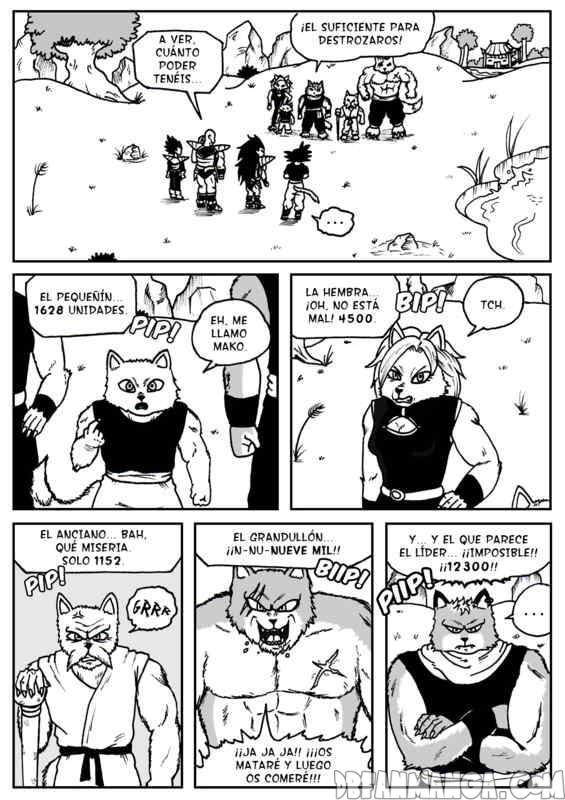 A VER,
CUÁNTO
PODER
TENÉIS...
¡EL SUFICIENTE PARA
DESTROZAROS!
...
EL PEQUEÑÍN...
1628 UNIDADES.
PIP!
EH, ME
LLAMO
MAKO.
LA HEMBRA...
¡OH, NO ESTÁ
MAL! 4500.
BIP!
TCH.
EL ANCIANO... BAH,
QUÉ MISERIA.
SOLO 1152.
PIP!
GRRR
EL GRANDULLÓN...
¡¡N-NU-NUEVE MIL!!
BIIP!
¡¡JA JA JA!! ¡¡¡OS
MATARÉ Y LUEGO
OS COMERÉ!!!
Y... Y EL QUE PARECE
EL LÍDER... ¡¡IMPOSIBLE!!
¡¡12300!!
PIIP!
...
DBFANMANGA.COM